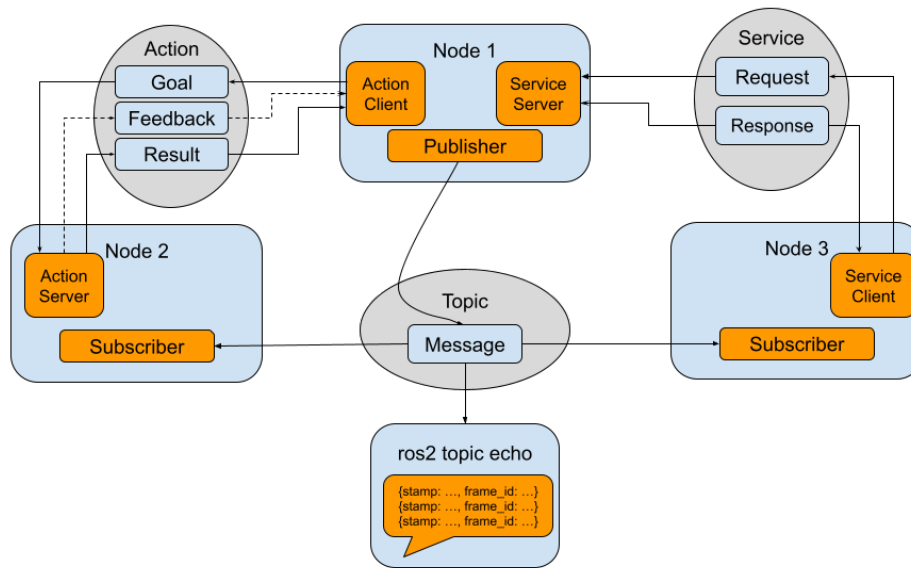 Action
Goal
Feedback
Result
Node 1
Action
Client
Service
Server
Publisher
Service
Request
Response
Node 2
Action
Server
Subscriber
Topic
Message
Node 3
Service
Client
Subscriber
ros2 topic echo
{stamp: …, frame_id: …}
{stamp: …, frame_id: …}
{stamp: …, frame_id: …}